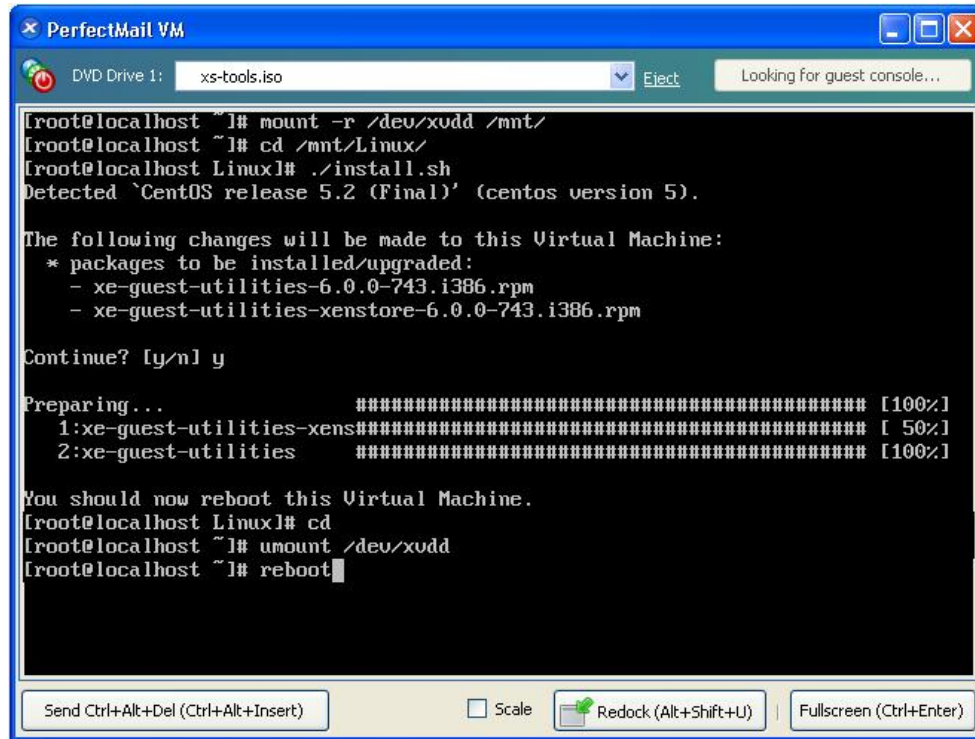 PerfectMail VM
DVD Drive 1: xs-tools.iso Eject Looking for guest console...
[root@localhost ~]# mount -r /dev/xvdd /mnt/
[root@localhost ~]# cd /mnt/Linux/
[root@localhost Linux]# ./install.sh
Detected `CentOS release 5.2 (Final)' (centos version 5).
The following changes will be made to this Virtual Machine:
* packages to be installed/upgraded:
- xe-guest-utilities-6.0.0-743.i386.rpm
- xe-guest-utilities-xenstore-6.0.0-743.i386.rpm
Continue? [y/n] y
Preparing... ########################################### [100%]
1:xe-guest-utilities-xens########################################### [ 50%]
2:xe-guest-utilities ########################################### [100%]
You should now reboot this Virtual Machine.
[root@localhost Linux]# cd
[root@localhost ~]# umount /dev/xvdd
[root@localhost ~]# reboot
Send Ctrl+Alt+Del (Ctrl+Alt+Insert) Scale Redock (Alt+Shift+U) Fullscreen (Ctrl+Enter)